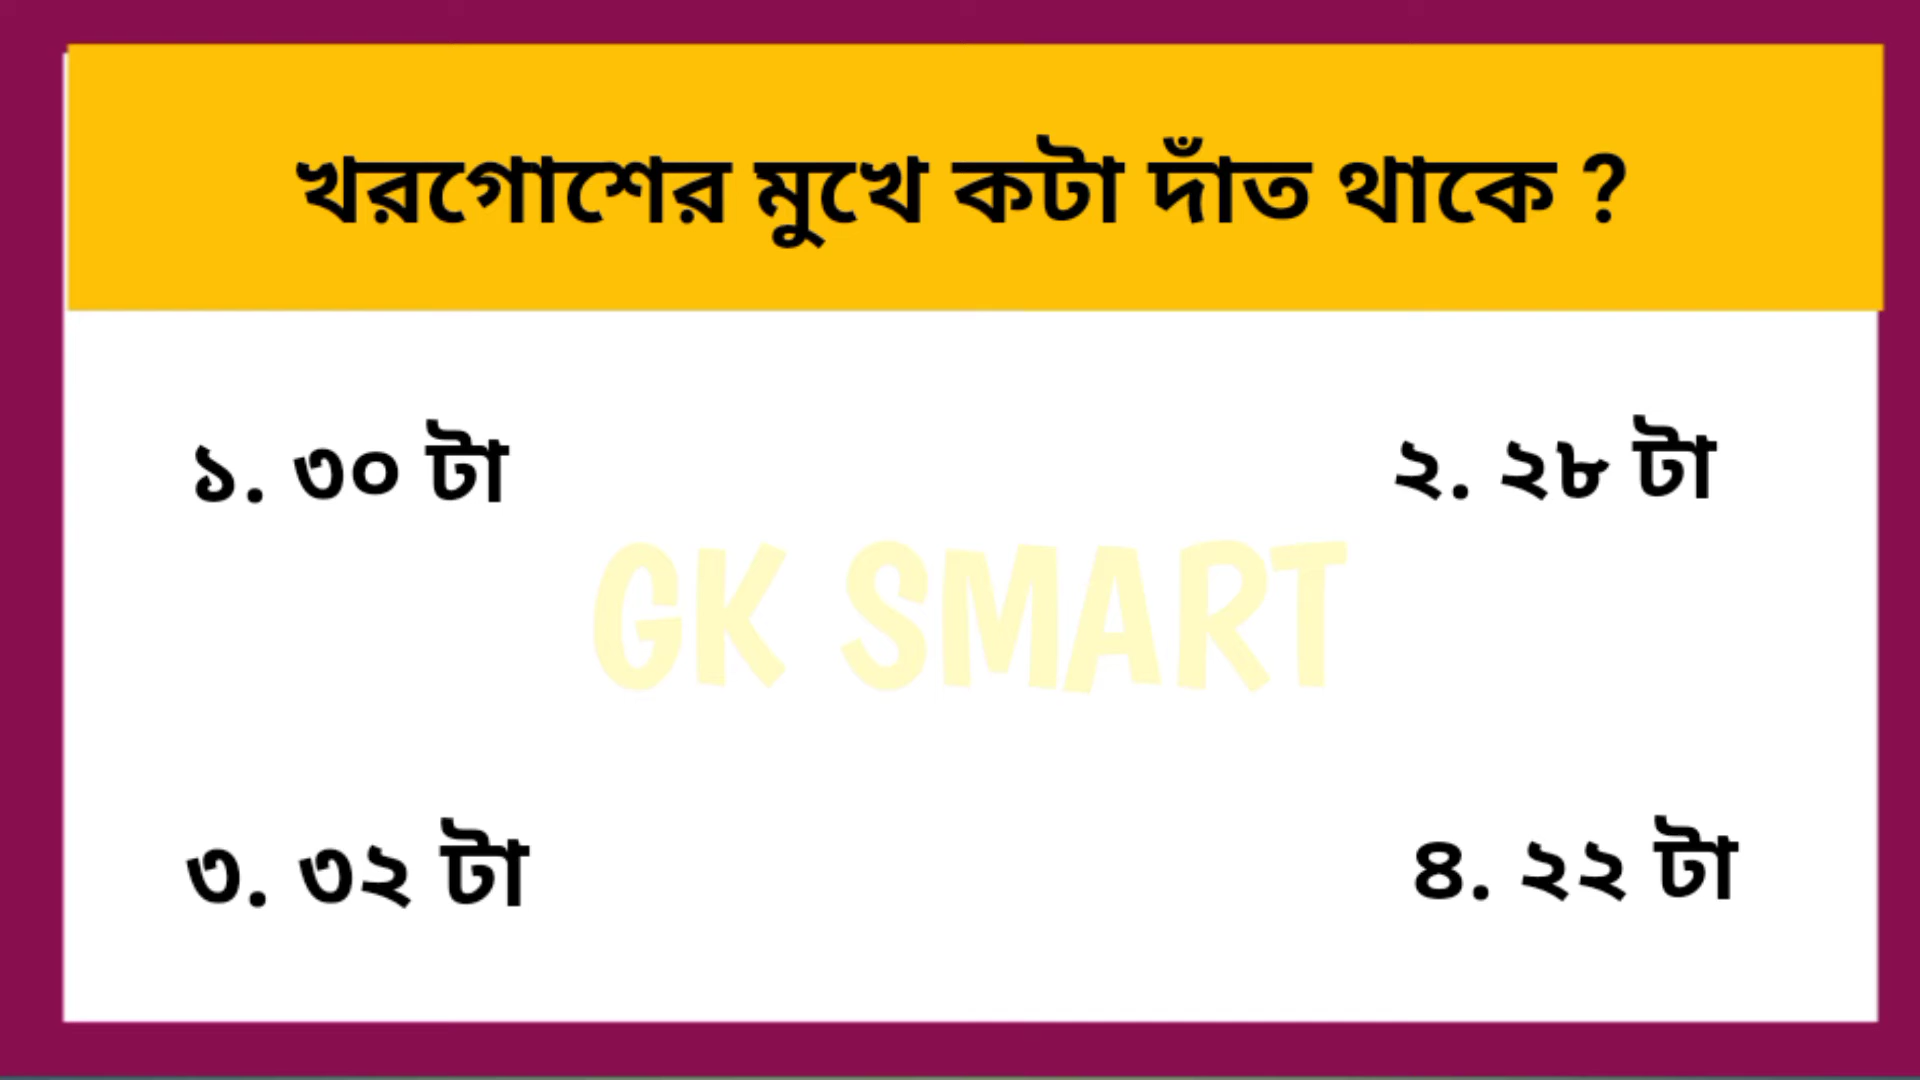 খরগোশের মুখে কটা দাঁত থাকে ?
১. ৩০ টা
২. ২৮ টা
GK SMART
৩. ৩২ টা
৪. ২২ টা